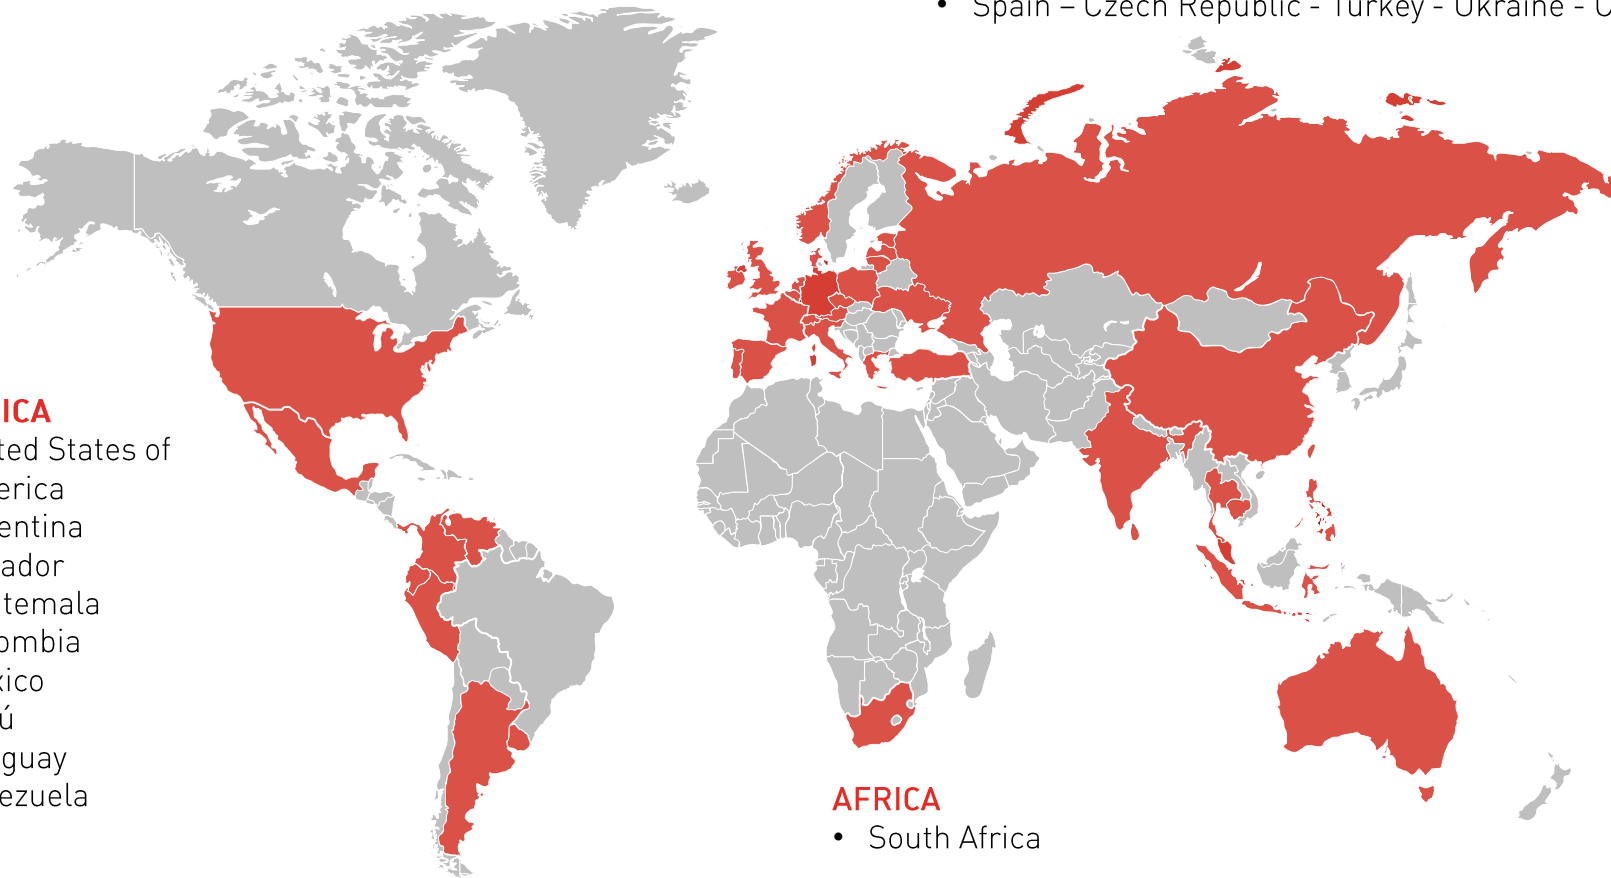 Spain – Czech Republic - Turkey - Ukraine -
ICA
ted States of
erica
entina
ador
temala
ombia
xico
ú
guay
ezuela
AFRICA
• South Africa